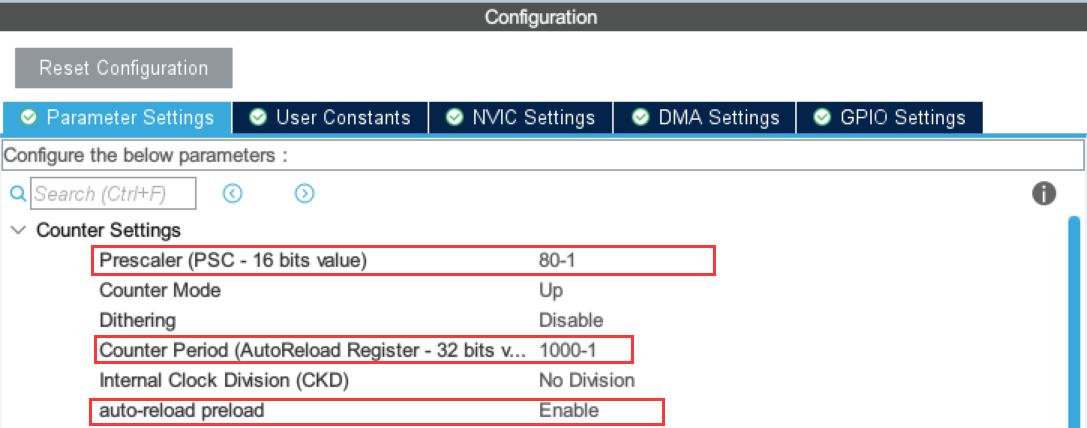 Configuration
Reset Configuration
Parameter Settings User Constants NVIC Settings DMA Settings GPIO Settings
Configure the below parameters :
Search (Ctrl+F)
Counter Settings
Prescaler (PSC - 16 bits value) 80-1
Counter Mode Up
Dithering Disable
Counter Period (AutoReload Register - 32 bits v... 1000-1
Internal Clock Division (CKD) No Division
auto-reload preload Enable